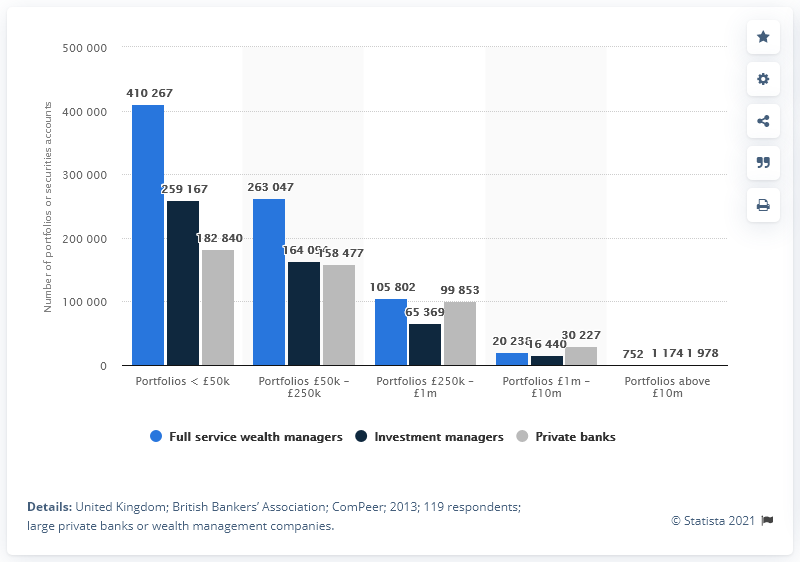 500 000
400 000
300 000
200 000
100 000
0
Number of portfolios or securities accounts
410 267
259 167
182 840
263 047
158 477
105 802
65 369
99 853
20 238
16 440
30 227
752
1 174
1 978
Portfolios < £50k
Portfolios £50k –
£250k
Portfolios £250k –
£1m
Portfolios £1m –
£10m
Portfolios above
£10m
Full service wealth managers
Investment managers
Private banks
Details: United Kingdom; British Bankers’ Association; ComPeer; 2013; 119 respondents;
large private banks or wealth management companies.
© Statista 2021